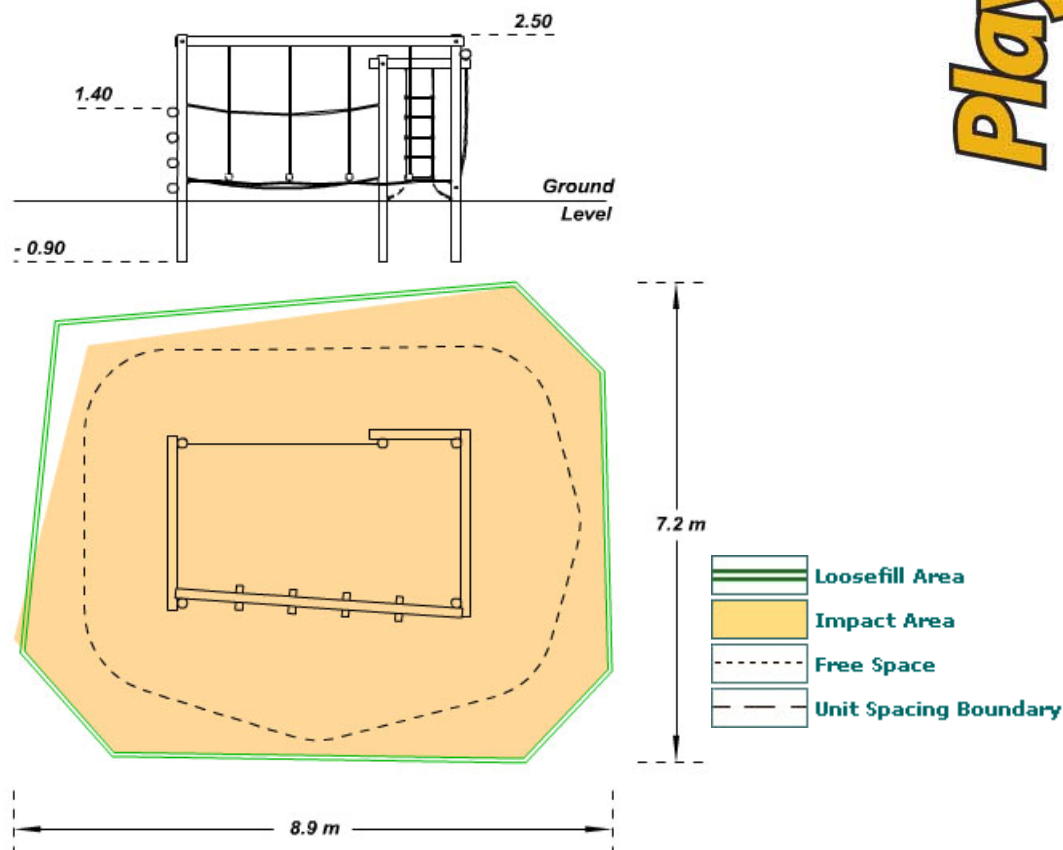 2.50
Play
1.40
Ground
Level
- 0.90
7.2 m
Loosefill Area
Impact Area
Free Space
Unit Spacing Boundary
8.9 m